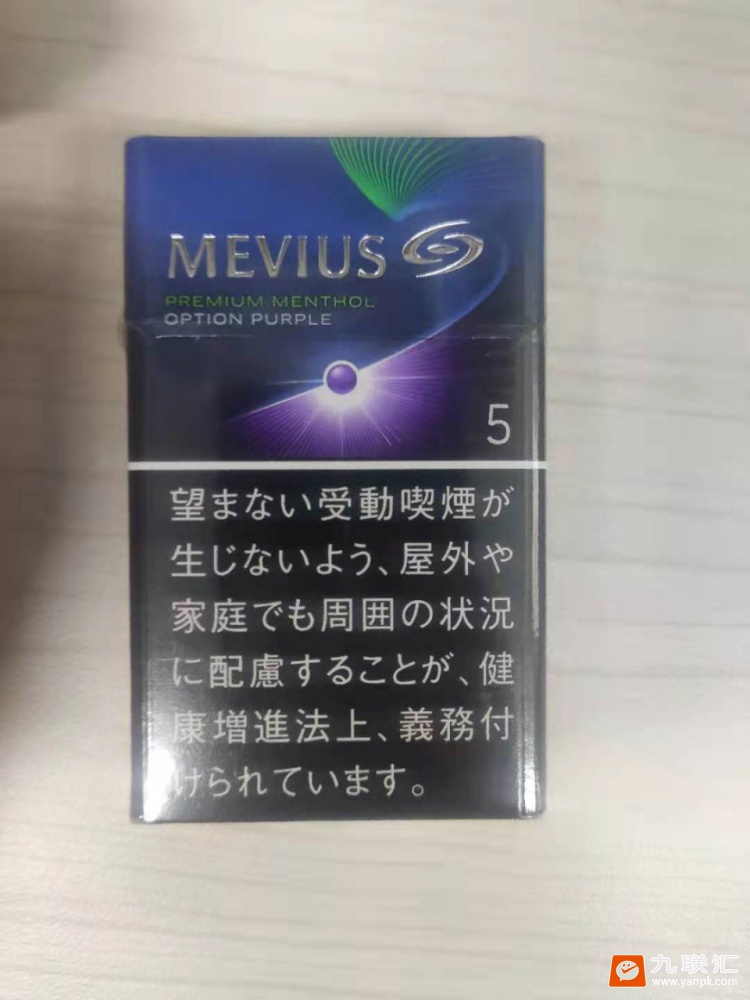 MEVIUS
PREMIUM MENTHOL
OPTION PURPLE
5
望まない受動喫煙が
生じないよう、屋外や
家庭でも周囲の状況
に配慮することが、健
康増進法上、義務付
けられています。
九联汇
www.yanpk.com